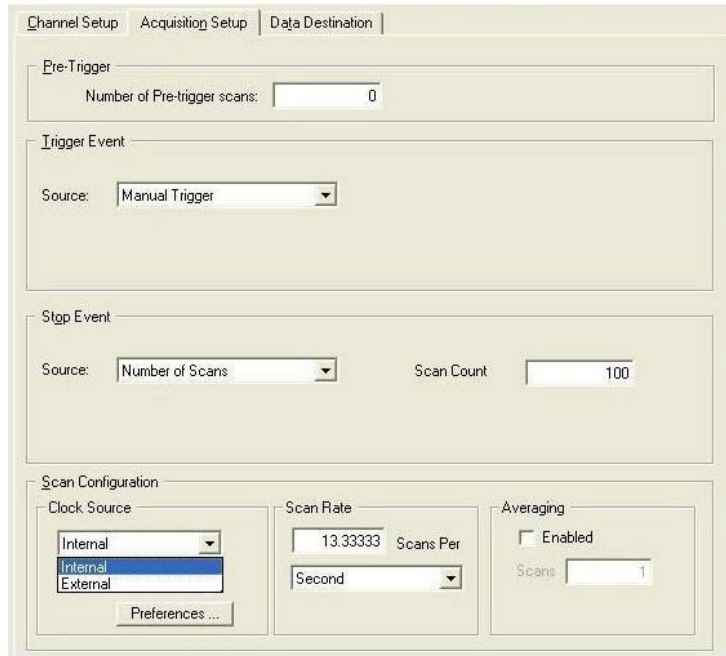 Channel Setup Acquisition Setup Data Destination
Pre-Trigger
Number of Pre-trigger scans: 0
Trigger Event
Source: Manual Trigger
Stop Event
Source: Number of Scans Scan Count 100
Scan Configuration
Clock Source Scan Rate Averaging
Internal 13.33333 Scans Per Enabled
Internal
External Second Scans 1
Preferences ...